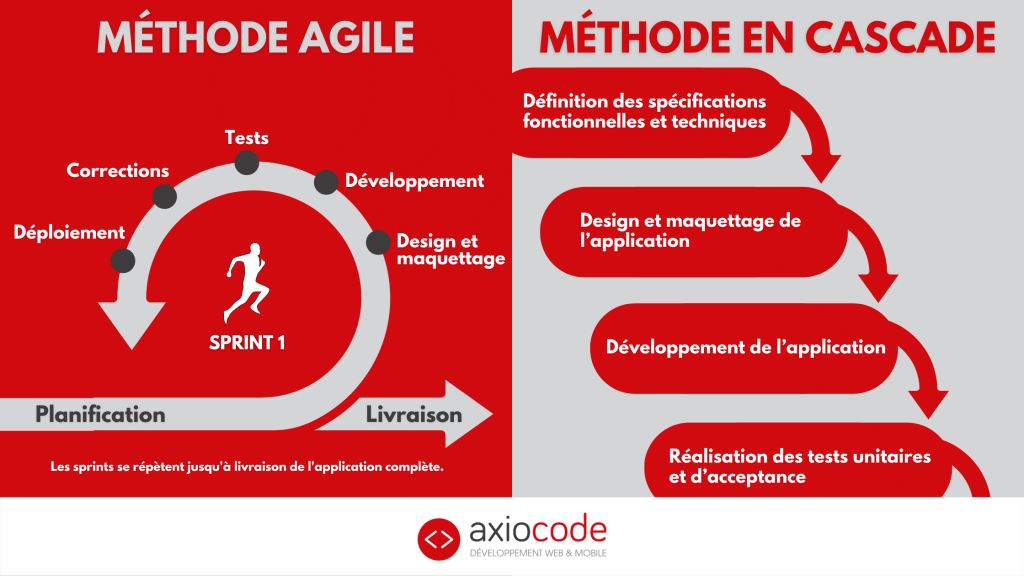 MÉTHODE AGILE
Tests
Corrections
Développement
Déploiement
Design et
maquettage
SPRINT 1
Planification
Livraison
Les sprints se répètent jusqu'à livraison de l'application complète.
MÉTHODE EN CASCADE
Définition des spécifications
fonctionnelles et techniques
Design et maquettage de
l’application
Développement de l’application
Réalisation des tests unitaires
et d’acceptance
axiocode
DÉVELOPPEMENT WEB & MOBILE